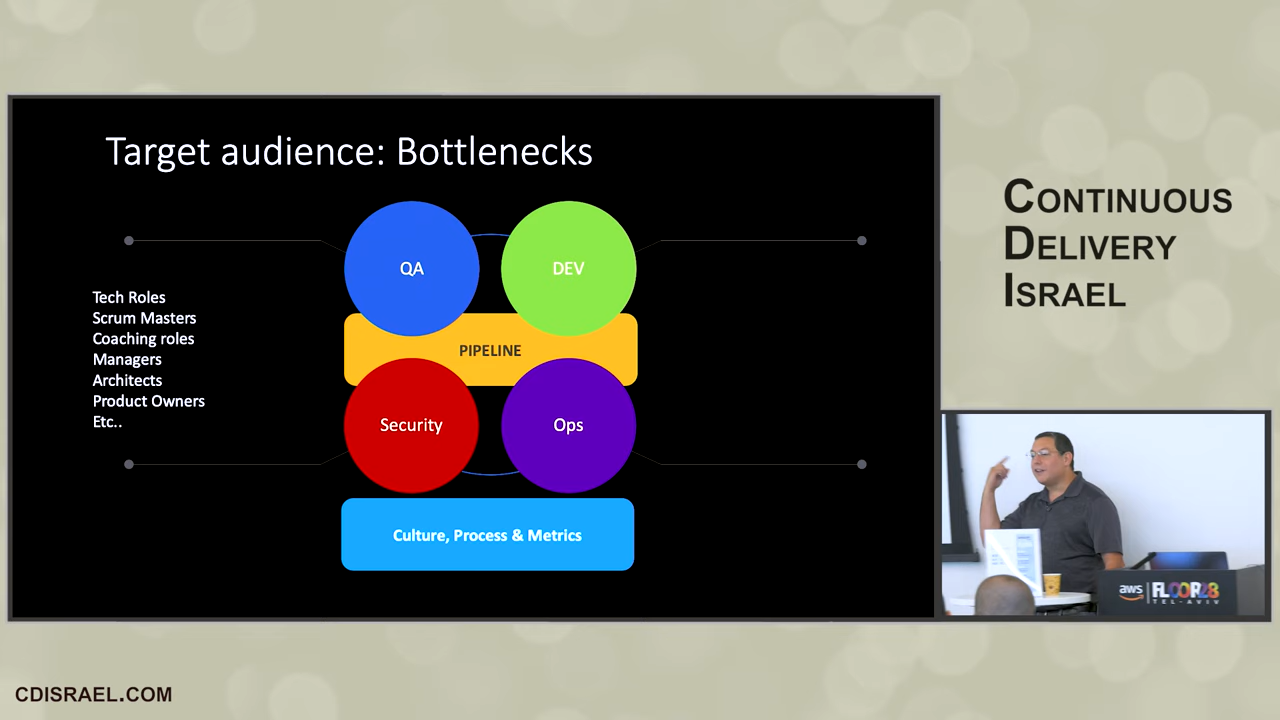 Target audience: Bottlenecks
QA
DEV
PIPELINE
Security
Ops
Culture, Process & Metrics
Tech Roles
Scrum Masters
Coaching roles
Managers
Architects
Product Owners
Etc..
CONTINUOUS
DELIVERY
ISRAEL
aws
FLOOR28
TEL-AVIV
CDISRAEL.COM